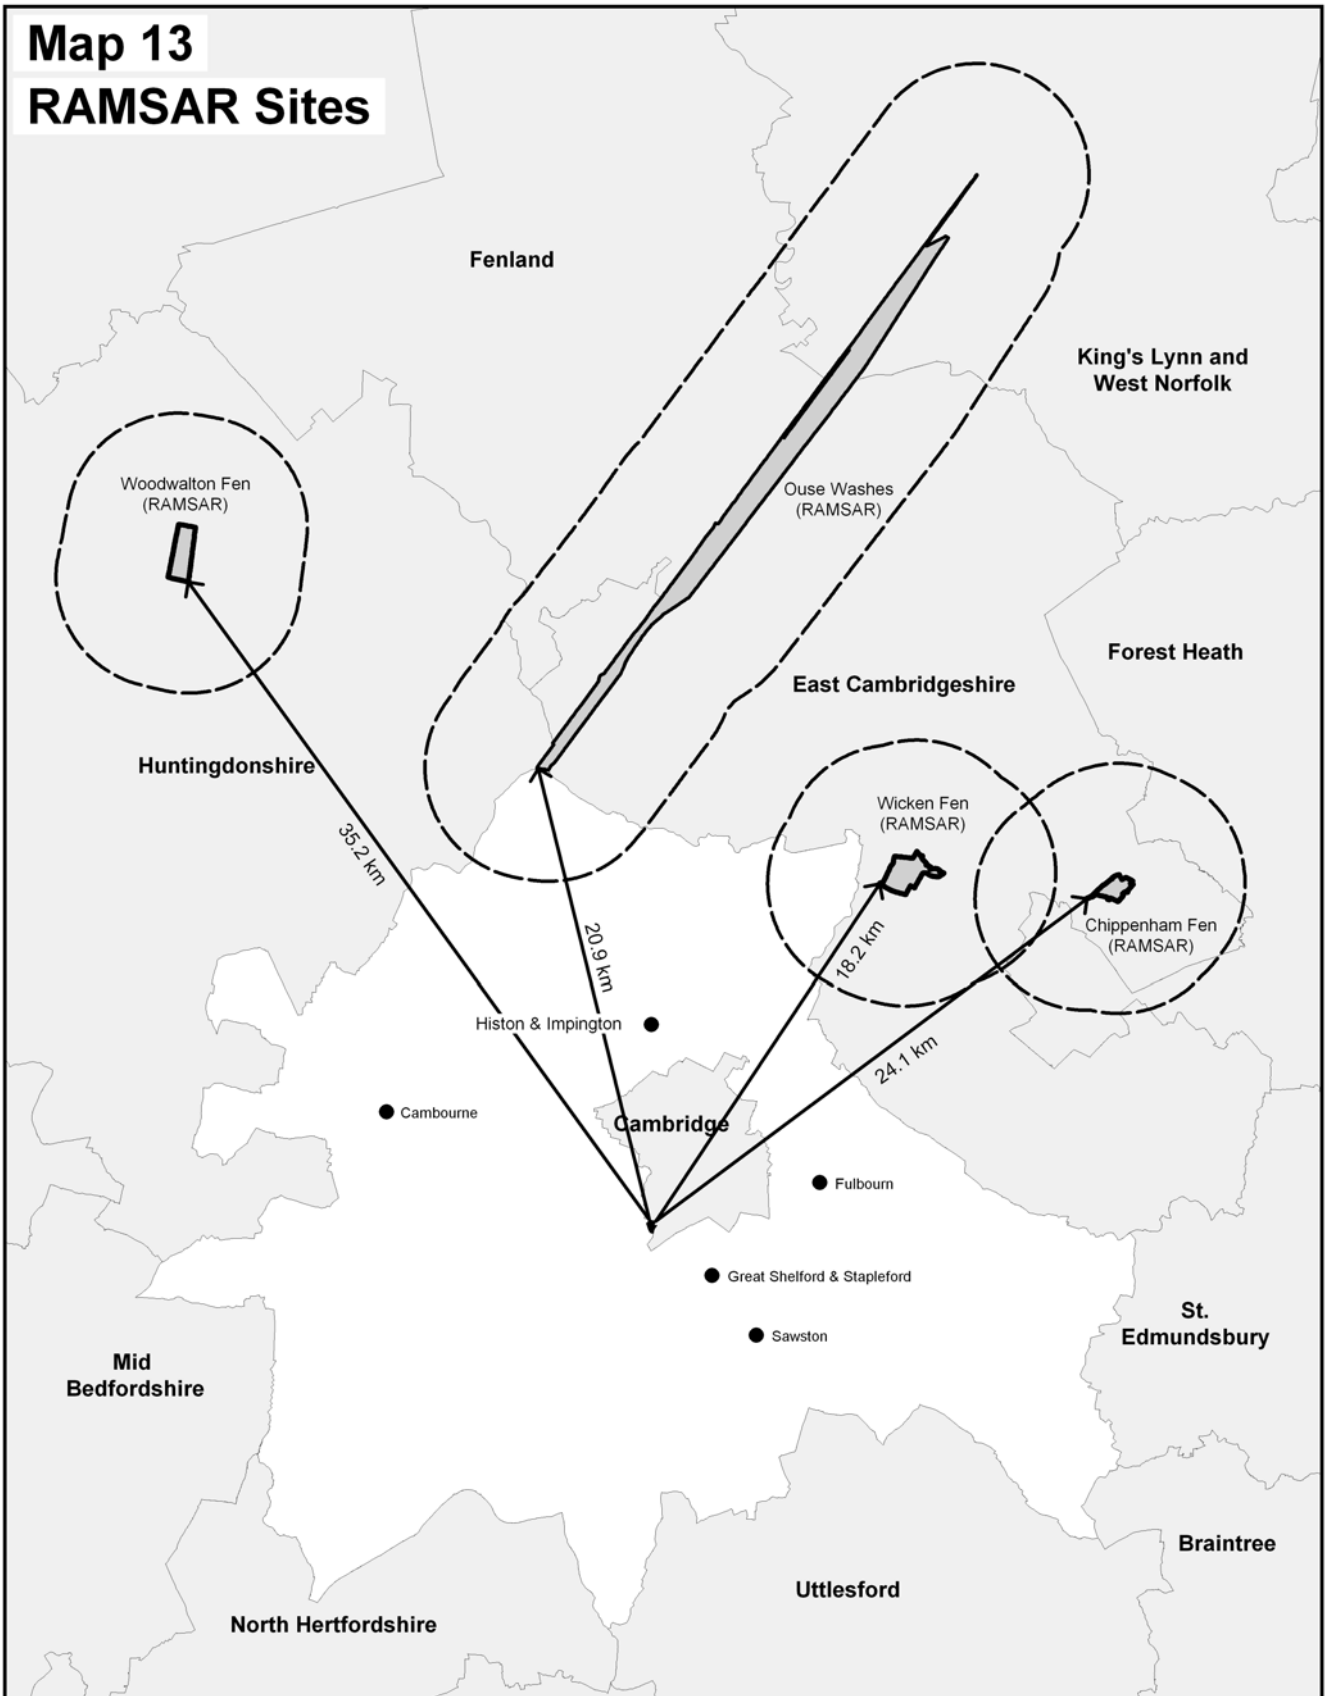 Map 13
RAMSAR Sites
Fenland
King's Lynn and
West Norfolk
Woodwalton Fen
(RAMSAR)
Ouse Washes
(RAMSAR)
Forest Heath
East Cambridgeshire
Huntingdonshire
Wicken Fen
(RAMSAR)
35.2 km
Chippenham Fen
(RAMSAR)
20.9 km
18.2 km
Histon & Impington
24.1 km
Cambourne
Cambridge
Fulbourn
Great Shelford & Stapleford
St.
Edmundsbury
Sawston
Mid
Bedfordshire
Braintree
Uttlesford
North Hertfordshire